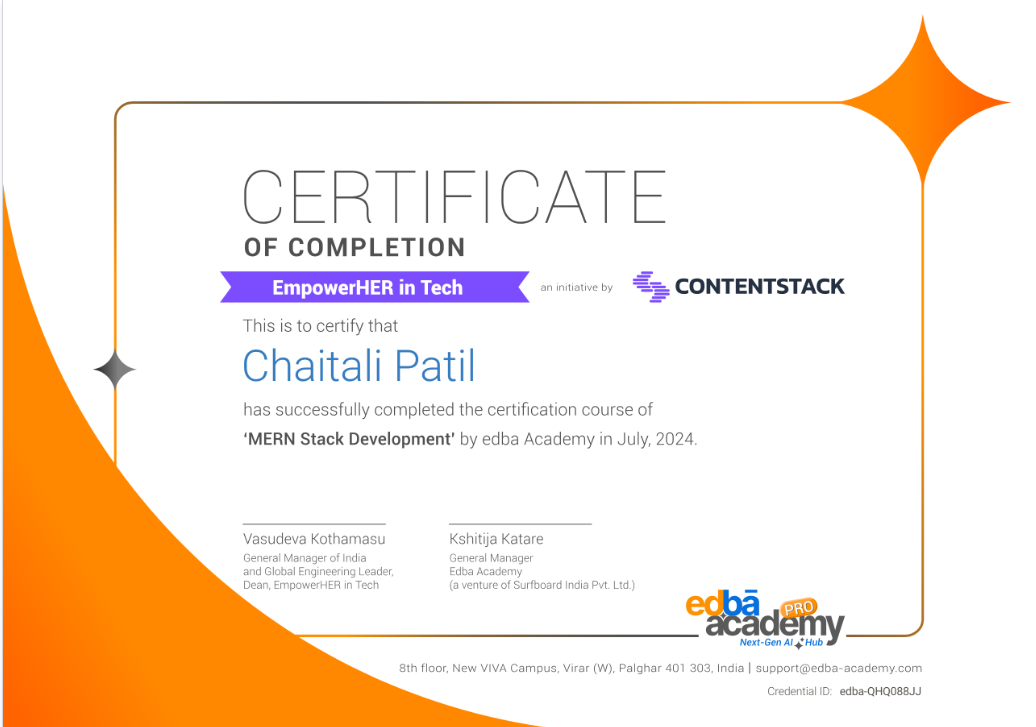 CERTIFICATE
OF COMPLETION
EmpowerHER in Tech
an initiative by
CONTENTSTACK
This is to certify that
Chaitali Patil
has successfully completed the certification course of
‘MERN Stack Development’ by edba Academy in July, 2024.
Vasudeva Kothamasu
General Manager of India
and Global Engineering Leader,
Dean, EmpowerHER in Tech
Kshitija Katare
General Manager
Edba Academy
(a venture of Surfboard India Pvt. Ltd.)
edbā PRO
academy
Next-Gen AI Hub
8th floor, New VIVA Campus, Virar (W), Palghar 401 303, India | support@edba-academy.com
Credential ID: edba-QHQ088JJ